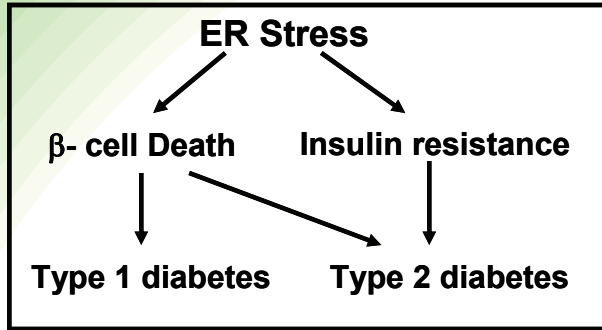 ER Stress
β- cell Death
Insulin resistance
Type 1 diabetes
Type 2 diabetes